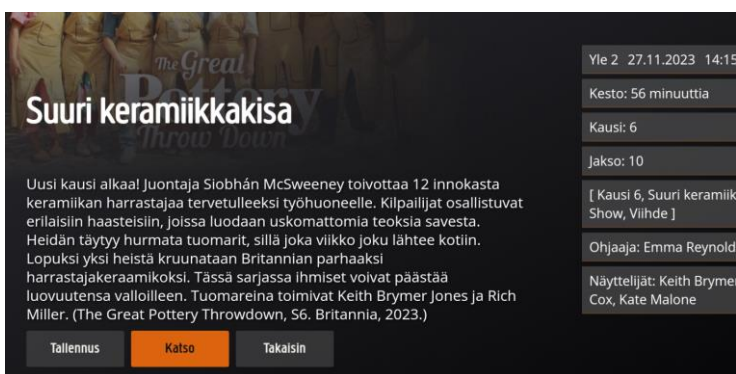 The Great
Pottery
Throw Down
Suuri keramiikkakisa
Uusi kausi alkaa! Juontaja Siobhán McSweeney toivottaa 12 innokasta
keramiikan harrastajaa tervetulleeksi työhuoneelle. Kilpailijat osallistuvat
erilaisiin haasteisiin, joissa luodaan uskomattomia teoksia savesta.
Heidän täytyy hurmata tuomarit, sillä joka viikko joku lähtee kotiin.
Lopuksi yksi heistä kruunataan Britannian parhaaksi
harrastajakeraamikoksi. Tässä sarjassa ihmiset voivat päästää
luovuutensa valloilleen. Tuomareina toimivat Keith Brymer Jones ja Rich
Miller. (The Great Pottery Throwdown, S6. Britannia, 2023.)
Tallennus Katso Takaisin
Yle 2 27.11.2023 14:15
Kesto: 56 minuuttia
Kausi: 6
Jakso: 10
[ Kausi 6, Suuri keramiik
Show, Viihde ]
Ohjaaja: Emma Reynold
Näyttelijät: Keith Bryme
Cox, Kate Malone